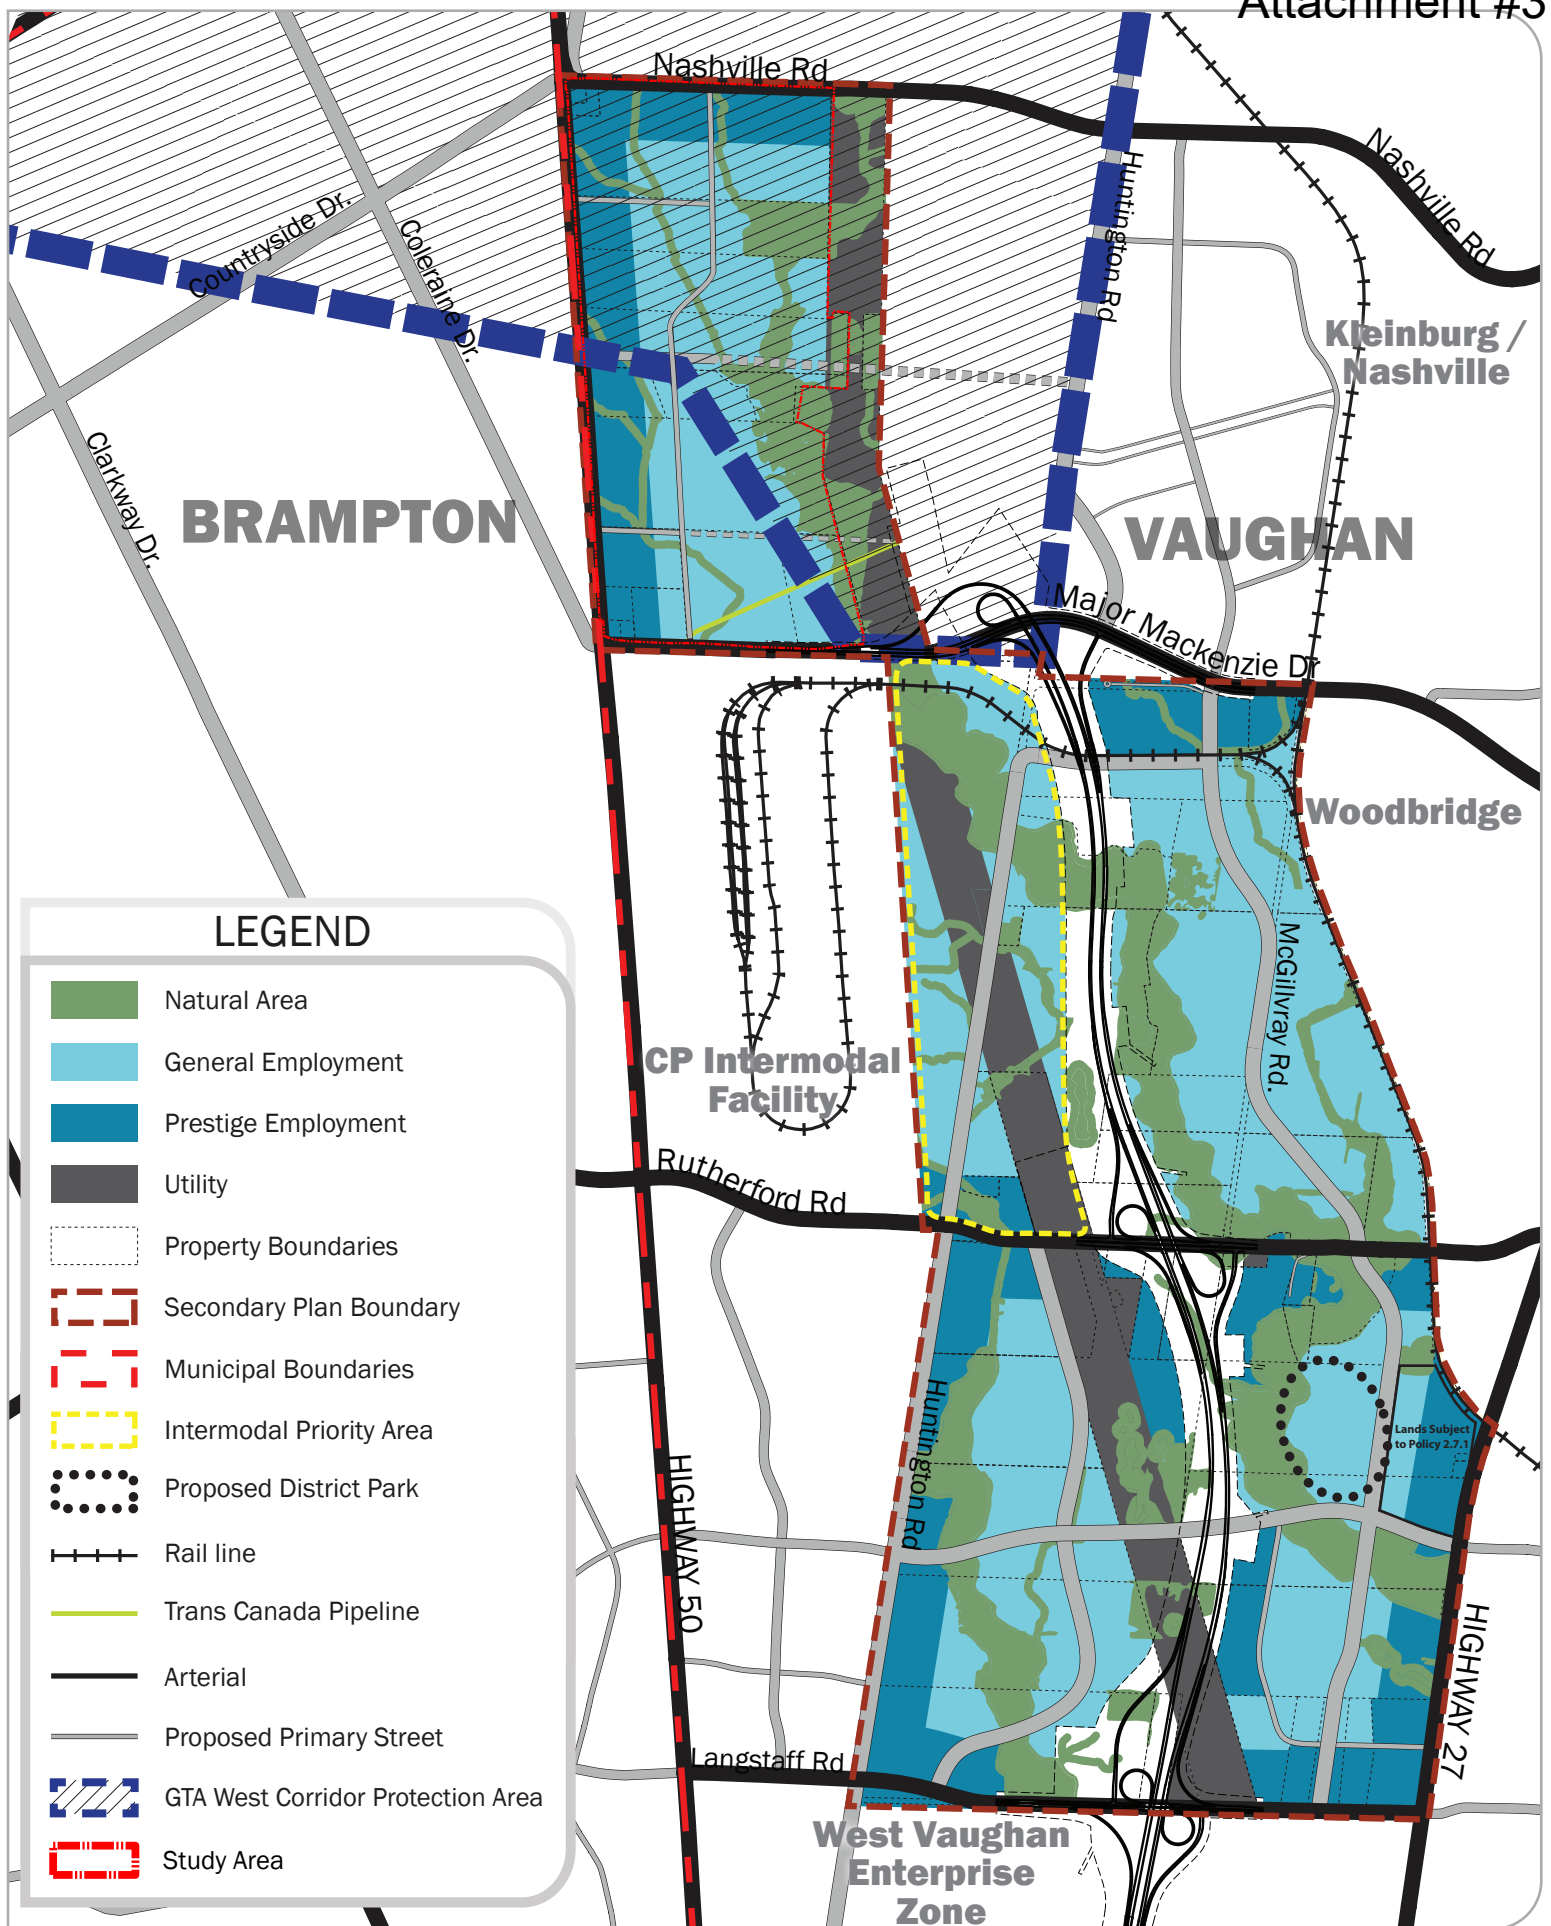 Attachment #3
Nashville Rd
Nashville Rd
Huntington Rd
Countryside Dr.
Coleraine Dr.
Kleinburg /
Nashville
Clarkway Dr.
BRAMPTON
VAUGHAN
Major Mackenzie Dr
Woodbridge
McGillvray Rd.
CP Intermodal
Facility
Rutherford Rd
Huntington Rd
Lands Subject
to Policy 2.7.1
HIGHWAY 50
HIGHWAY 27
Langstaff Rd
West Vaughan
Enterprise
Zone
LEGEND
Natural Area
General Employment
Prestige Employment
Utility
Property Boundaries
Secondary Plan Boundary
Municipal Boundaries
Intermodal Priority Area
Proposed District Park
Rail line
Trans Canada Pipeline
Arterial
Proposed Primary Street
GTA West Corridor Protection Area
Study Area